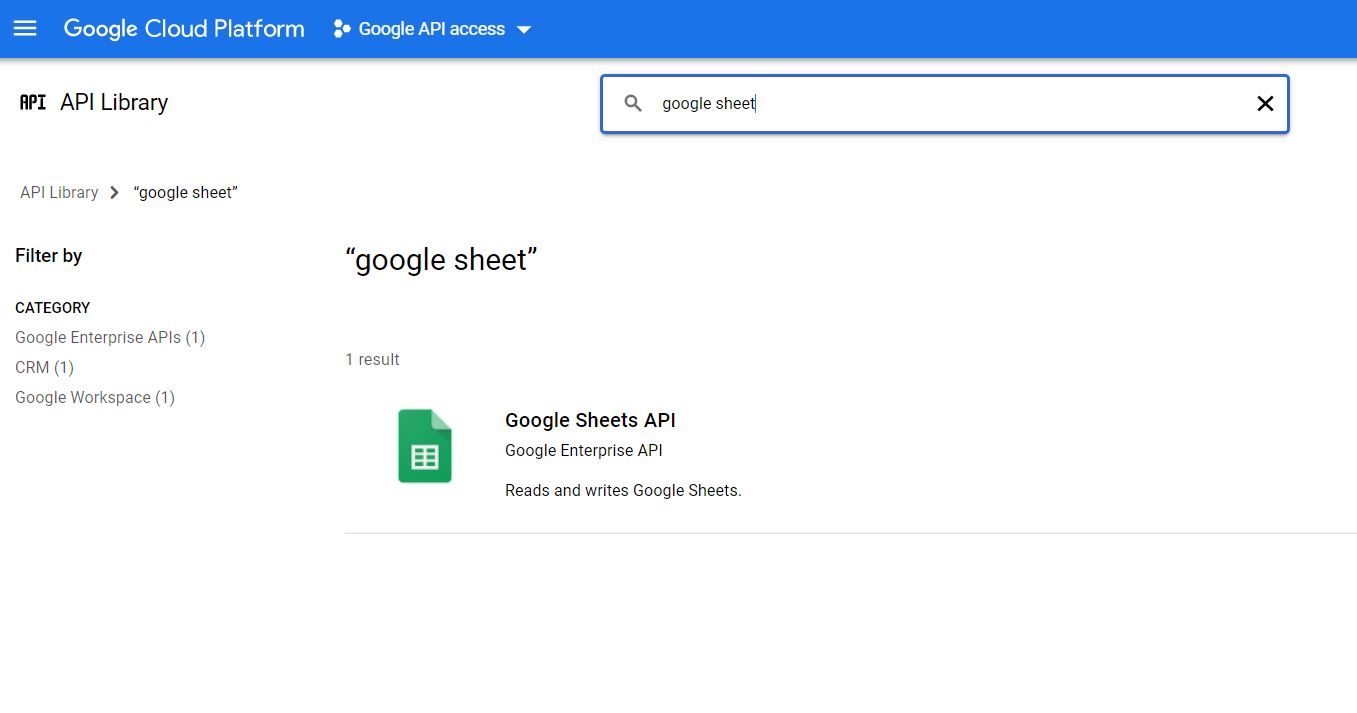 Google Cloud Platform
Google API access
API API Library
google sheet
API Library “google sheet”
Filter by
CATEGORY
Google Enterprise APIs (1)
CRM (1)
Google Workspace (1)
“google sheet”
1 result
Google Sheets API
Google Enterprise API
Reads and writes Google Sheets.